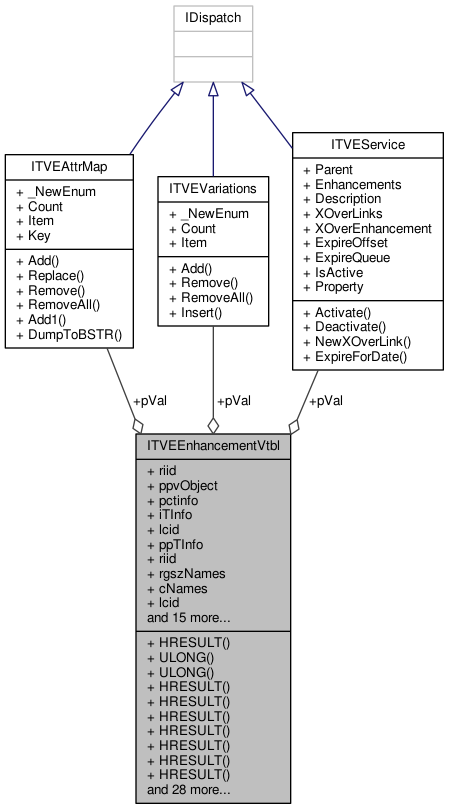 IDispatch
ITVEAttrMap
+ _NewEnum
+ Count
+ Item
+ Key
+ Add()
+ Replace()
+ Remove()
+ RemoveAll()
+ Add1()
+ DumpToBSTR()
ITVEVariations
+ _NewEnum
+ Count
+ Item
+ Add()
+ Remove()
+ RemoveAll()
+ Insert()
ITVEService
+ Parent
+ Enhancements
+ Description
+ XOverLinks
+ XOverEnhancement
+ ExpireOffset
+ ExpireQueue
+ IsActive
+ Property
+ Activate()
+ Deactivate()
+ NewXOverLink()
+ ExpireForDate()
+pVal
+pVal
+pVal
ITVEEnhancementVtbl
+ riid
+ ppvObject
+ pctinfo
+ iTInfo
+ lcid
+ ppTInfo
+ riid
+ rgszNames
+ cNames
+ lcid
and 15 more...
+ HRESULT()
+ ULONG()
+ ULONG()
+ HRESULT()
+ HRESULT()
+ HRESULT()
+ HRESULT()
+ HRESULT()
+ HRESULT()
+ HRESULT()
and 28 more...